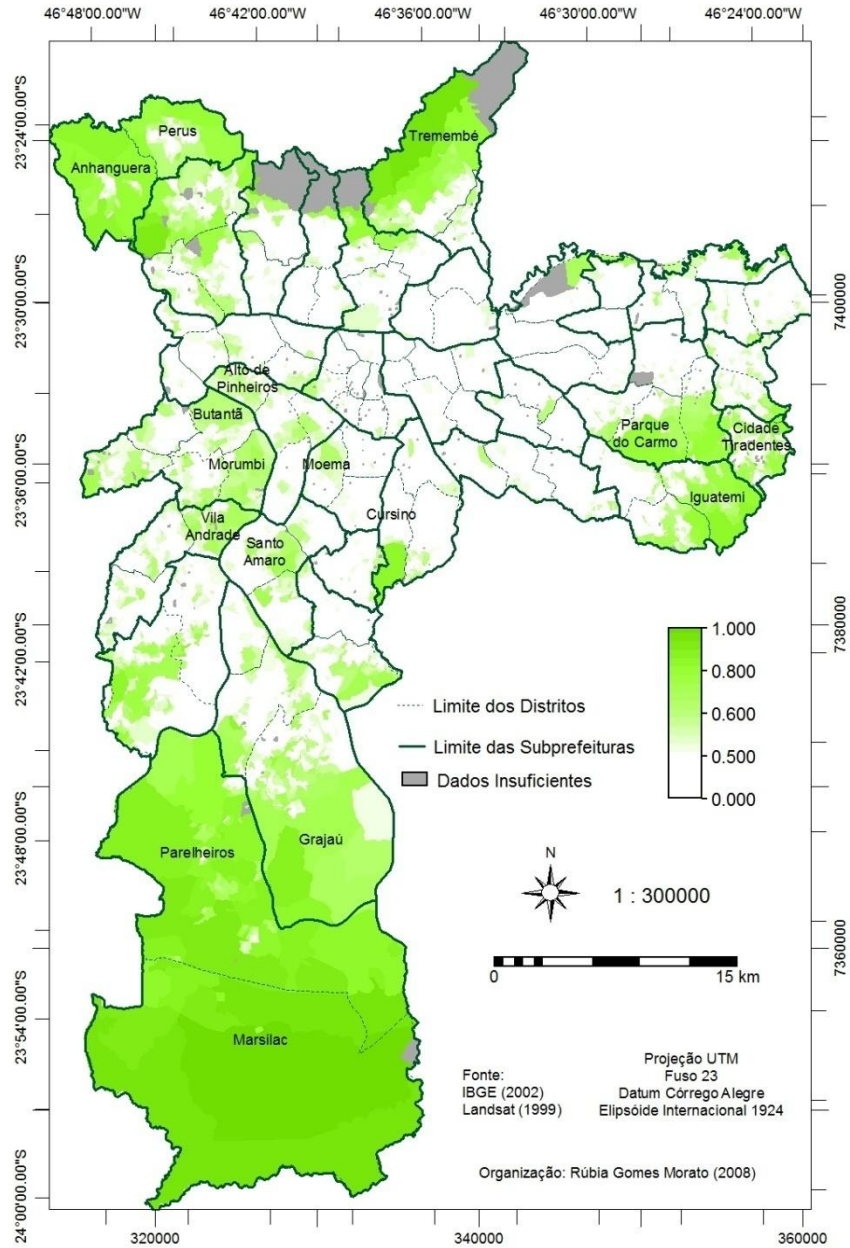 46°48'00.00"W
46°42'00.00"W
46°36'00.00"W
46°30'00.00"W
46°24'00.00"W
23°24'00.00"S
23°30'00.00"S
23°36'00.00"S
23°42'00.00"S
23°48'00.00"S
23°54'00.00"S
24°00'00.00"S
7400000
7380000
7360000
Perus
Anhanguera
Tremembé
Alto de
Pinheiros
Butantã
Morumbi
Moema
Vila
Andrade
Santo
Amaro
Cursino
Parque
do Carmo
Cidade
Tiradentes
Iguatemi
Parelheiros
Grajaú
Marsilac
1.000
0.800
0.600
0.500
0.000
Limite dos Distritos
Limite das Subprefeituras
Dados Insuficientes
N
1 : 300000
0
15 km
Fonte:
IBGE (2002)
Landsat (1999)
Projeção UTM
Fuso 23
Datum Córrego Alegre
Elipsóide Internacional 1924
Organização: Rúbia Gomes Morato (2008)
320000
340000
360000